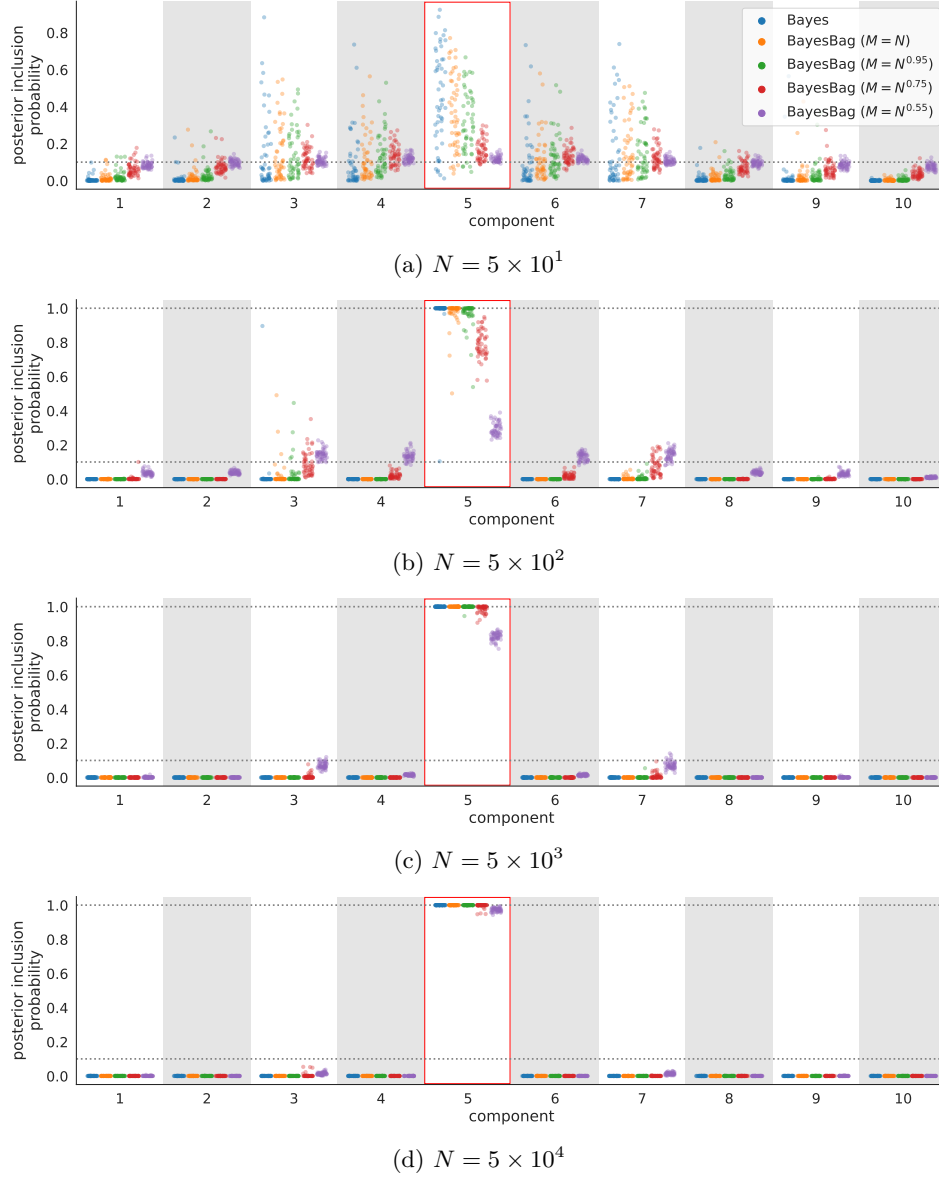 0.8
0.6
0.4
0.2
0.0
posterior inclusion
probability
Bayes
BayesBag (M = N)
BayesBag (M = N^{0.95})
BayesBag (M = N^{0.75})
BayesBag (M = N^{0.55})
1 2 3 4 5 6 7 8 9 10
component
(a) N = 5 × 10^1
1.0
0.8
0.6
0.4
0.2
0.0
posterior inclusion
probability
1 2 3 4 5 6 7 8 9 10
component
(b) N = 5 × 10^2
1.0
0.8
0.6
0.4
0.2
0.0
posterior inclusion
probability
1 2 3 4 5 6 7 8 9 10
component
(c) N = 5 × 10^3
1.0
0.8
0.6
0.4
0.2
0.0
posterior inclusion
probability
1 2 3 4 5 6 7 8 9 10
component
(d) N = 5 × 10^4